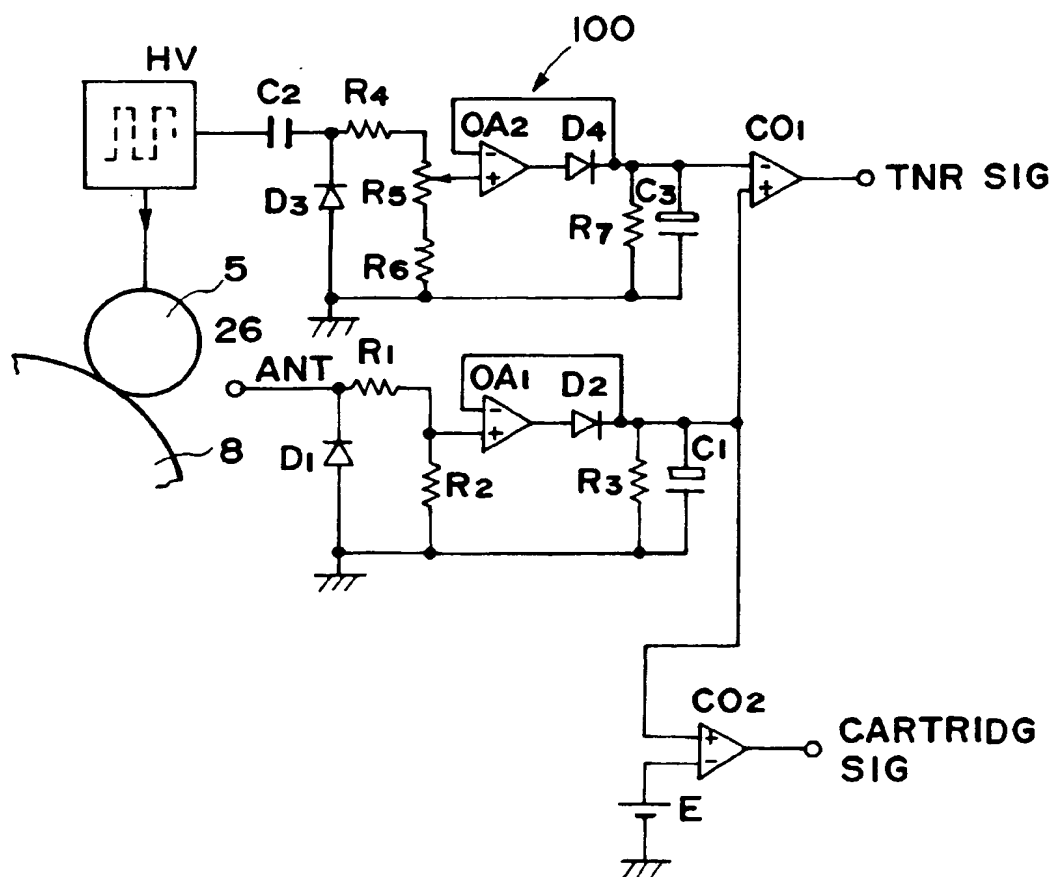 100
HV
C2
R4
OA2
D4
CO1
-
+
-
+
TNR SIG
D3
R5
R7
C3
R6
5
26
ANT
R1
OA1
D2
-
+
8
D1
R2
R3
C1
CO2
+
-
CARTRIDG
SIG
E